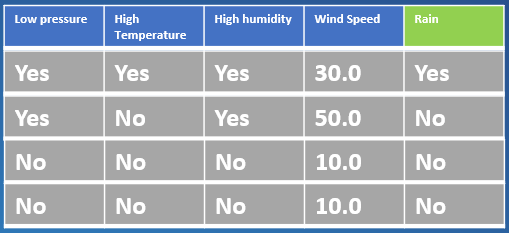 Low pressure High Temperature High humidity Wind Speed Rain
Yes Yes Yes 30.0 Yes
Yes No Yes 50.0 No
No No No 10.0 No
No No No 10.0 No